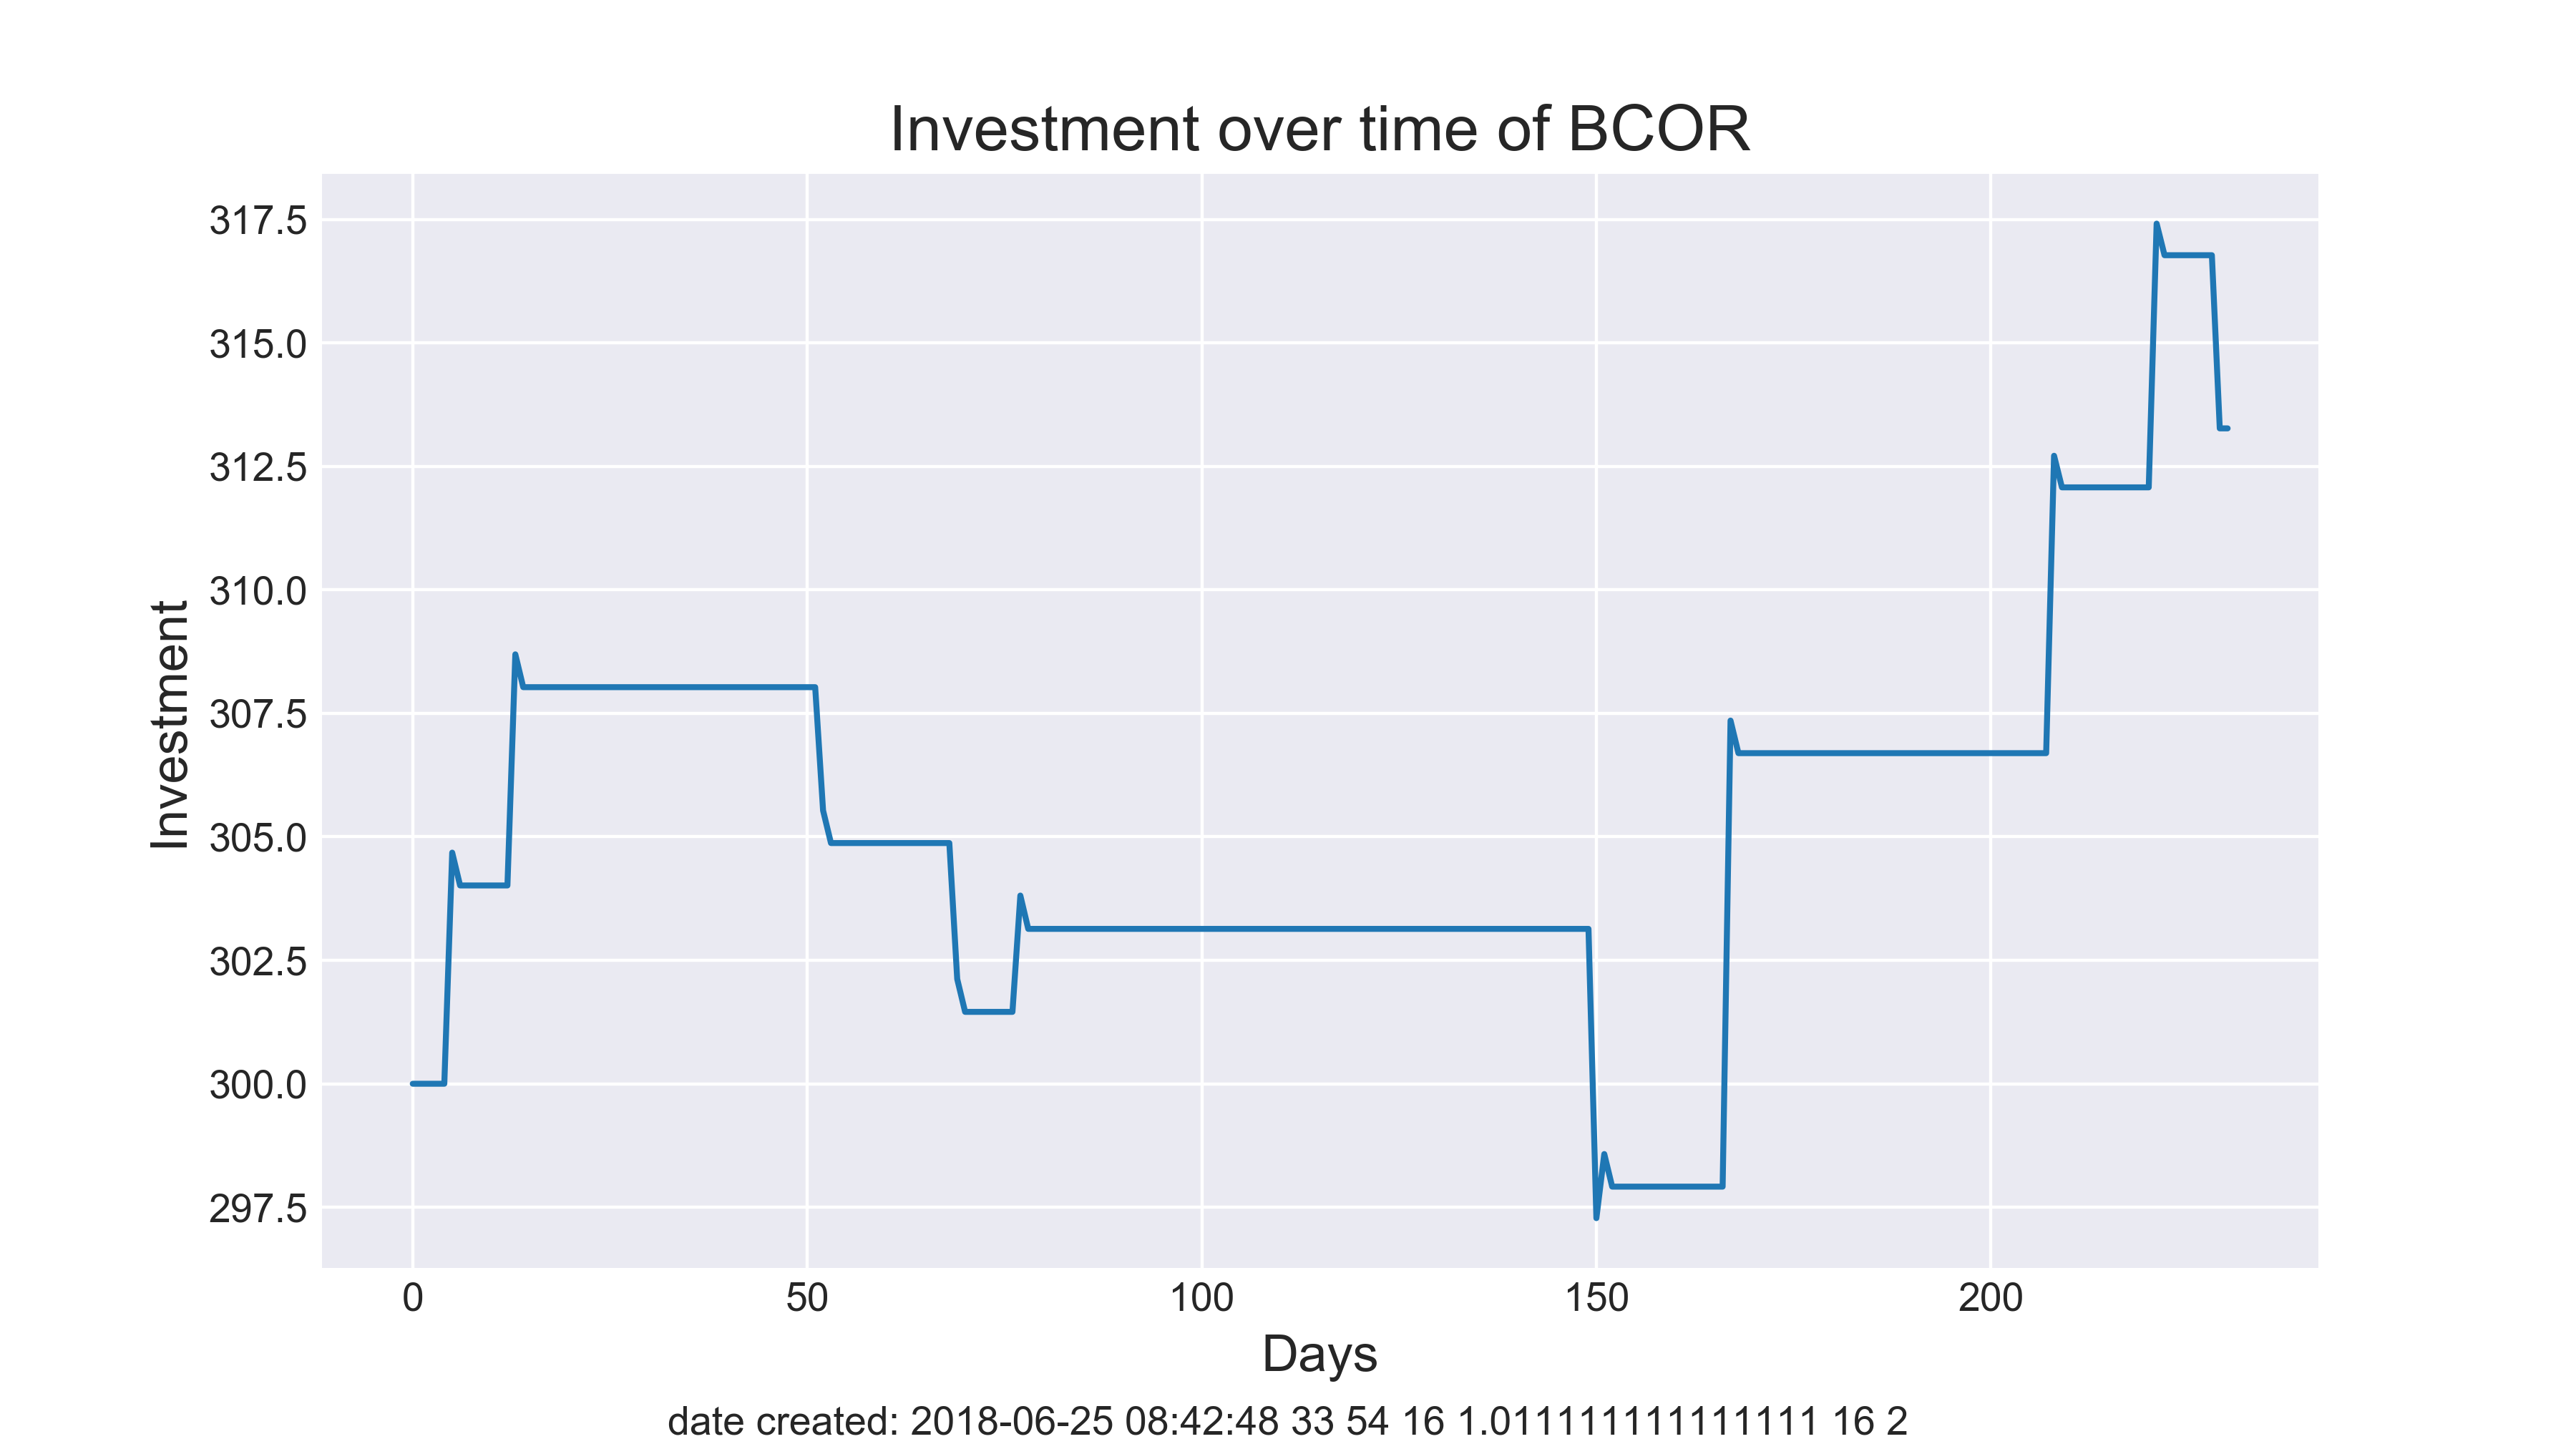 Investment over time of BCOR
317.5
315.0
312.5
310.0
307.5
305.0
302.5
300.0
297.5
Investment
0 50 100 150 200
Days
date created: 2018-06-25 08:42:48 33 54 16 1.011111111111111 16 2